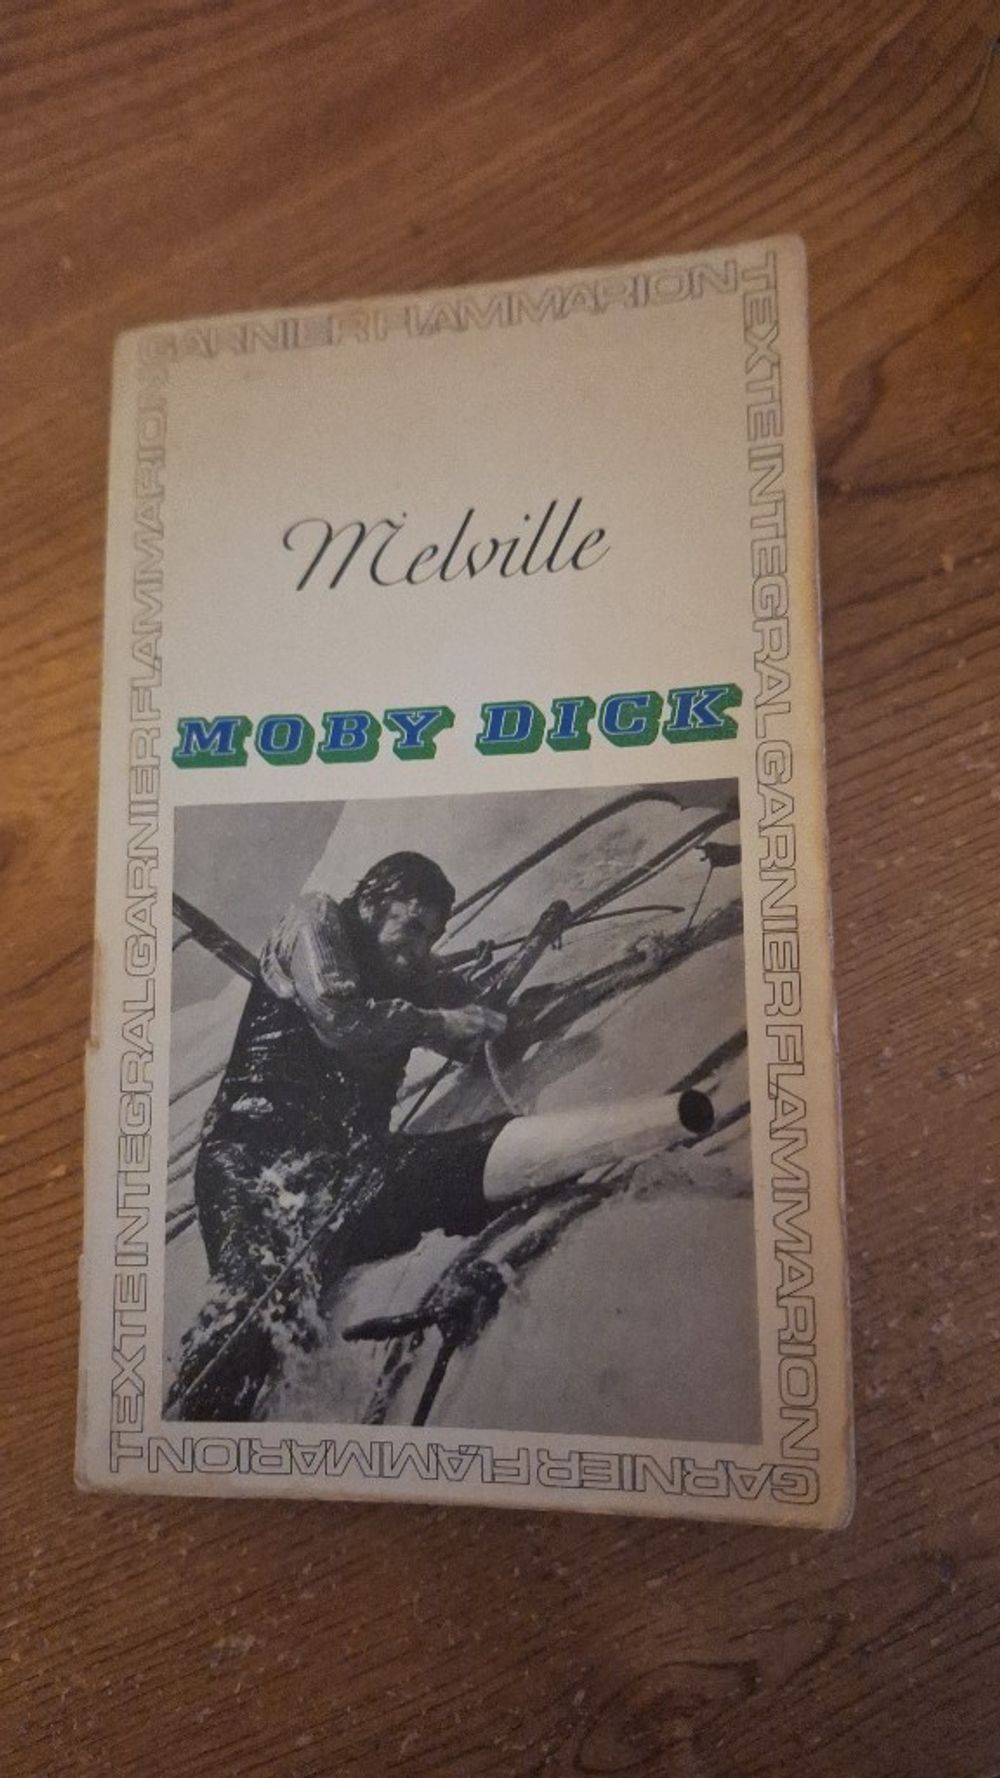 GARNIER FLAMMARION
TEXTE INTEGRAL GARNIER FLAMMARION
Melville
MOBY DICK
TEXTE INTEGRAL GARNIER FLAMMARION
GARNIER FLAMMARION